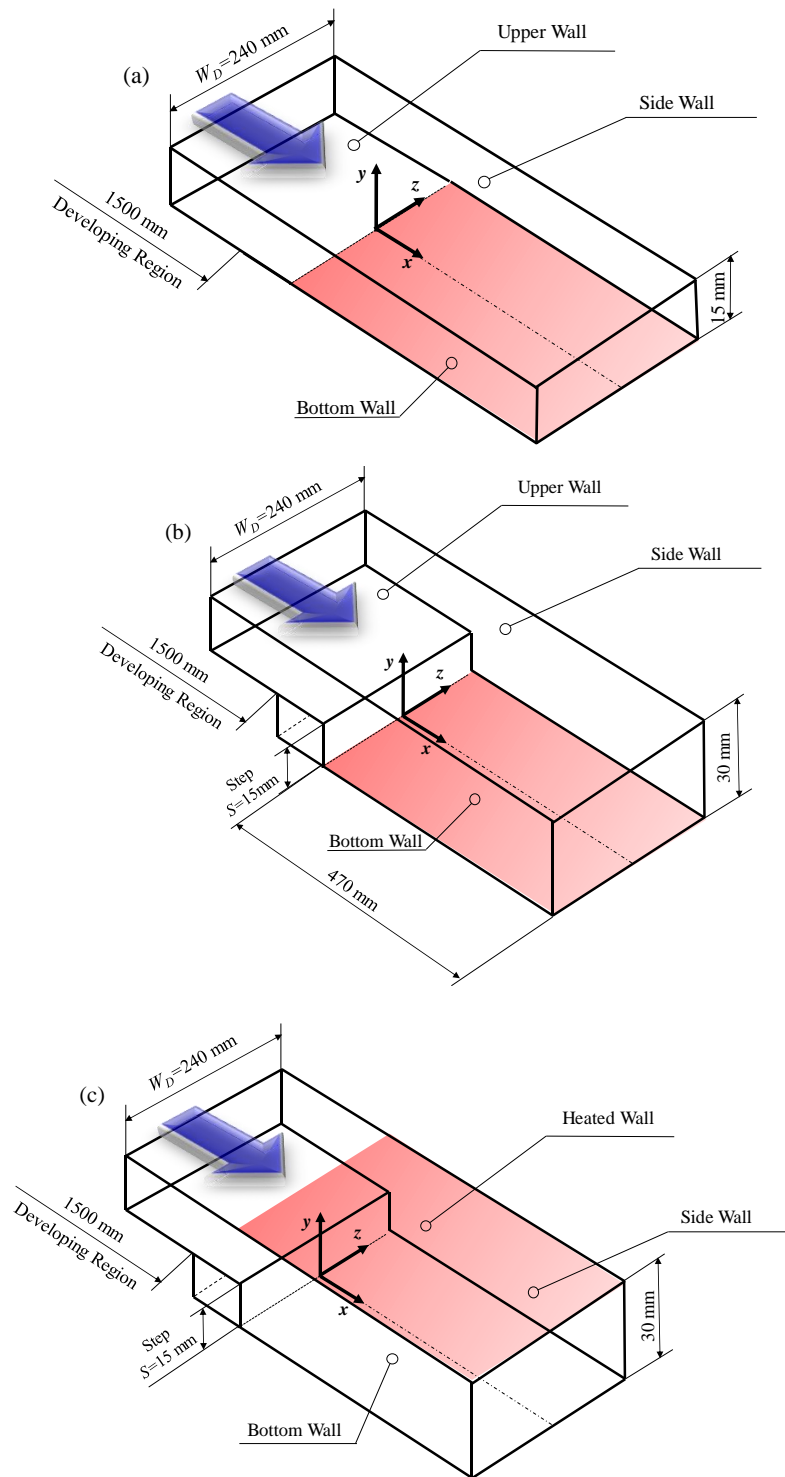 (a)
W_D=240 mm
Upper Wall
Side Wall
y
z
x
1500 mm
Developing Region
15 mm
Bottom Wall
(b)
W_D=240 mm
Upper Wall
Side Wall
y
z
x
1500 mm
Developing Region
Step
S=15mm
30 mm
Bottom Wall
470 mm
(c)
W_D=240 mm
Heated Wall
Side Wall
y
z
x
1500 mm
Developing Region
Step
S=15 mm
30 mm
Bottom Wall